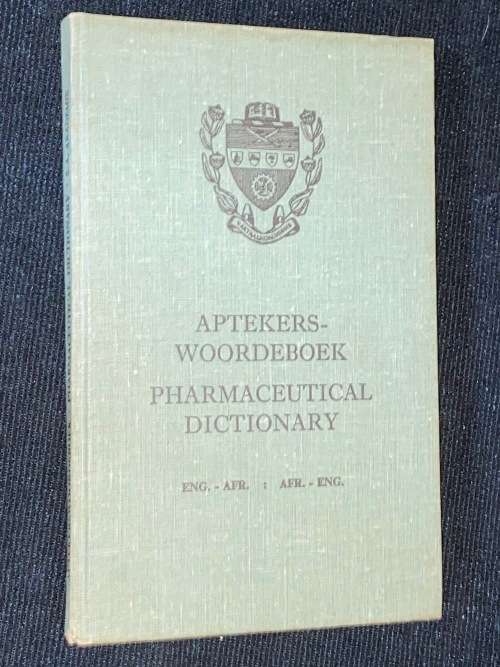 APTEKERS-
WOORDEBOEK
PHARMACEUTICAL
DICTIONARY
ENG. - AFR. : AFR. - ENG.